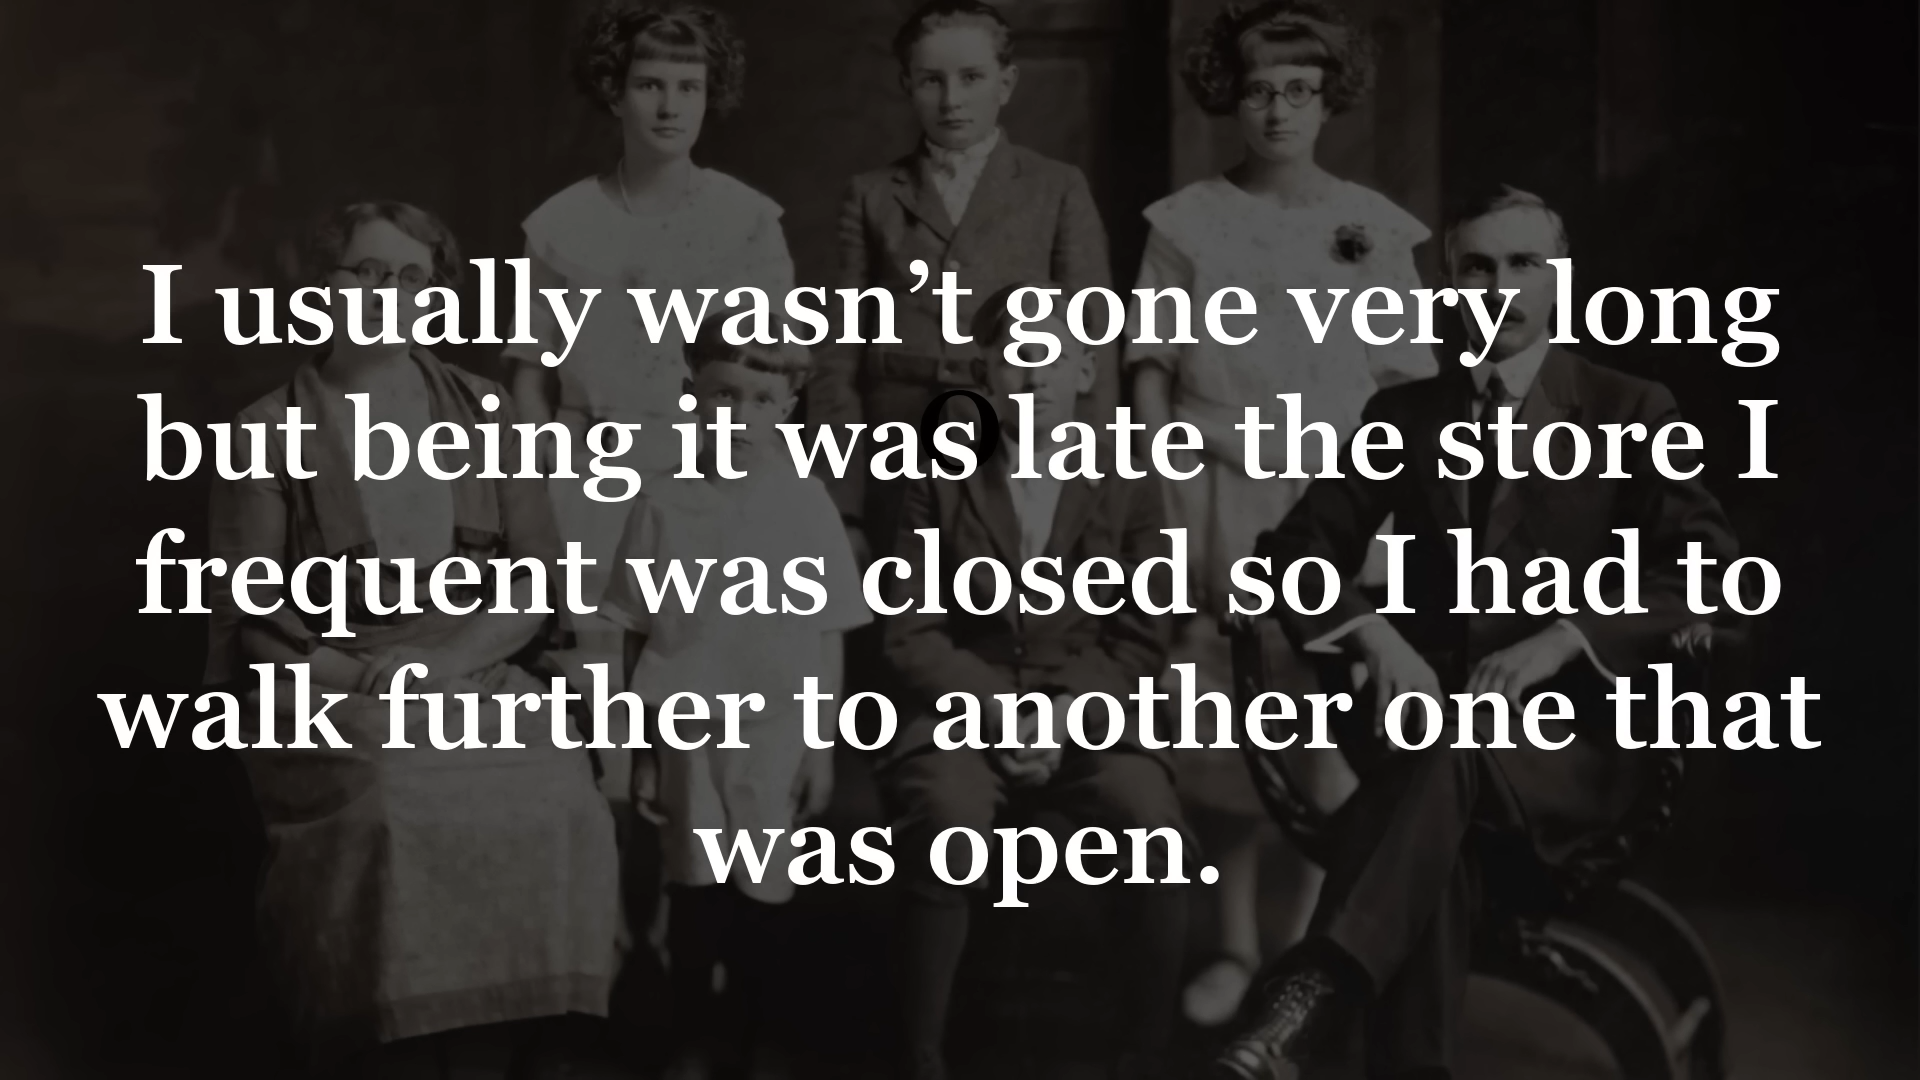 I usually wasn’t gone very long
but being it was late the store I
frequent was closed so I had to
walk further to another one that
was open.